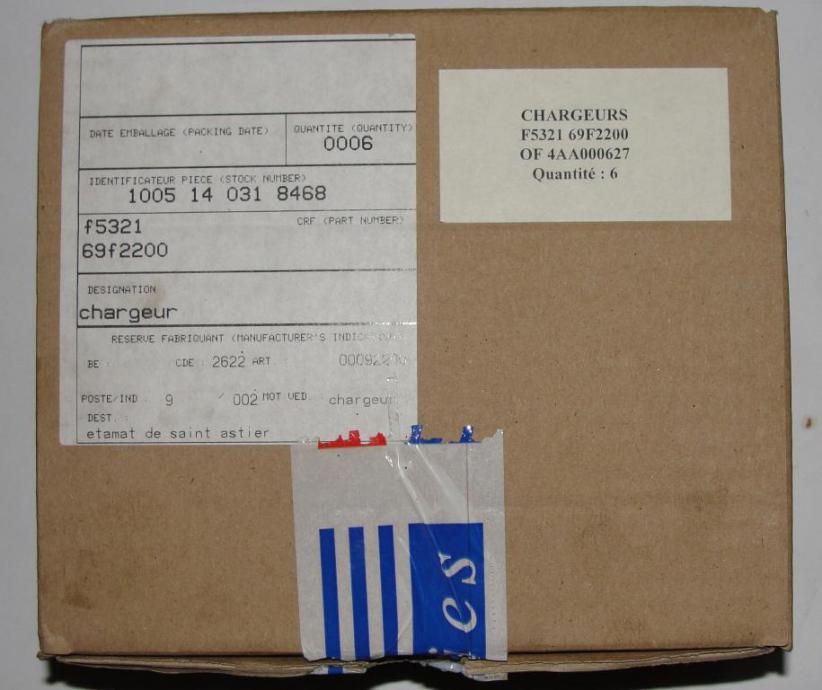 DATE EMBALLAGE (PACKING DATE)
QUANTITE (QUANTITY)
0006
IDENTIFICATEUR PIECE (STOCK NUMBER)
1005 14 031 8468
f5321
CRF (PART NUMBER)
69f2200
DESIGNATION
chargeur
RESERVE FABRIQUANT (MANUFACTURER'S
BE : CDE : 2622 ART. :
POSTE/IND : 9 / 002 MOT VED. : chargeur
DEST. :
etamat de saint astier
CHARGEURS
F5321 69F2200
OF 4AA000627
Quantité : 6